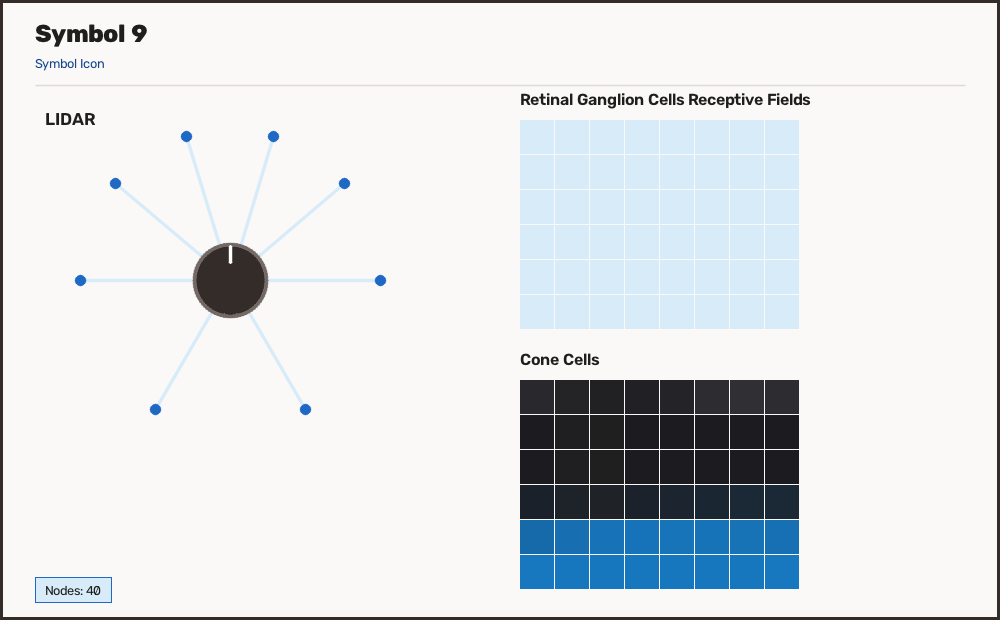 Symbol 9
Symbol Icon
LIDAR
Retinal Ganglion Cells Receptive Fields
Cone Cells
Nodes: 40